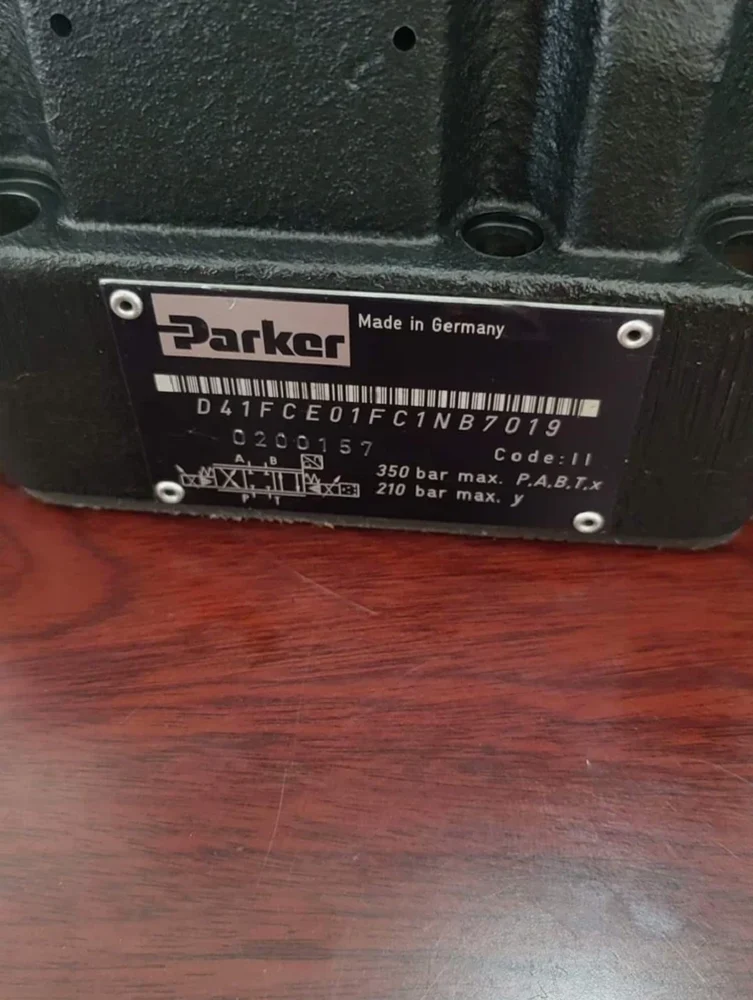 Parker
Made in Germany
D41FCE01FC1NB7019
0200157
Code:II
A B
P T
350 bar max. P,A,B,T,x
210 bar max. y